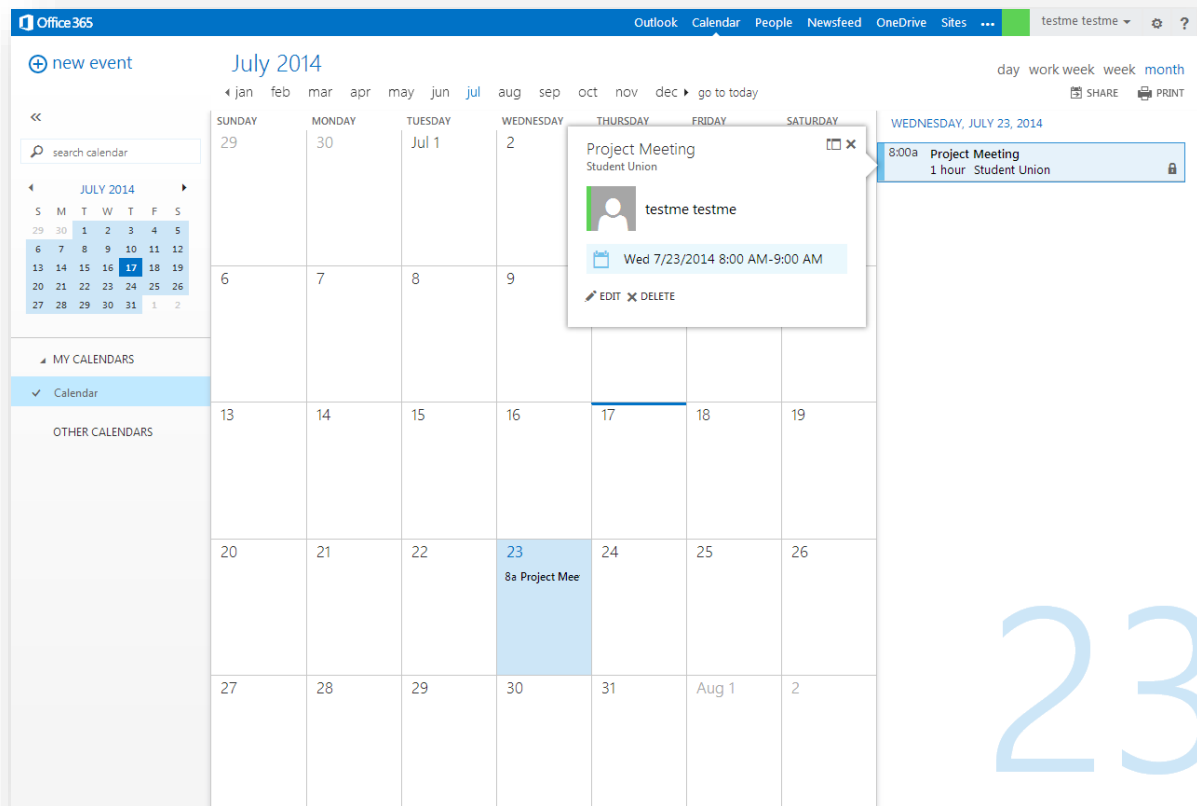 Office 365
Outlook Calendar People Newsfeed OneDrive Sites ••• testme testme ?
new event
July 2014
day work week week month
jan feb mar apr may jun jul aug sep oct nov dec go to today
SHARE PRINT
«
search calendar
JULY 2014
S M T W T F S
29 30 1 2 3 4 5
6 7 8 9 10 11 12
13 14 15 16 17 18 19
20 21 22 23 24 25 26
27 28 29 30 31 1 2
MY CALENDARS
Calendar
OTHER CALENDARS
SUNDAY MONDAY TUESDAY WEDNESDAY THURSDAY FRIDAY SATURDAY
29 30 Jul 1 2
6 7 8 9
13 14 15 16 17 18 19
20 21 22 23 24 25 26
8a Project Mee
27 28 29 30 31 Aug 1 2
Project Meeting
Student Union
testme testme
Wed 7/23/2014 8:00 AM-9:00 AM
EDIT DELETE
WEDNESDAY, JULY 23, 2014
8:00a Project Meeting
1 hour Student Union
23